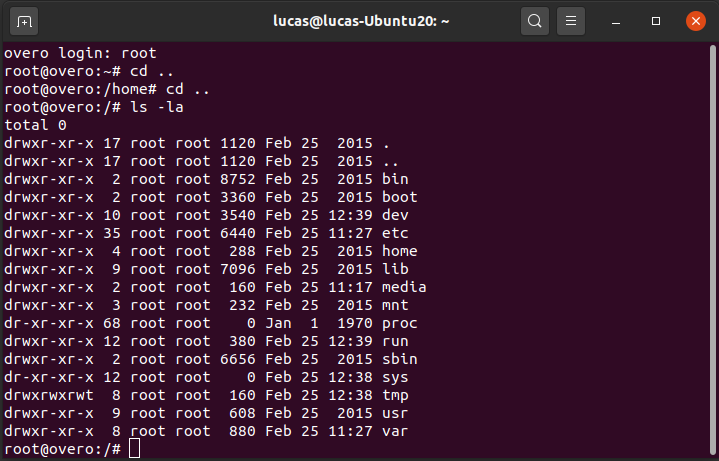 lucas@lucas-Ubuntu20: ~
overo login: root
root@overo:~# cd ..
root@overo:/home# cd ..
root@overo:/# ls -la
total 0
drwxr-xr-x 17 root root 1120 Feb 25  2015 .
drwxr-xr-x 17 root root 1120 Feb 25  2015 ..
drwxr-xr-x  2 root root 8752 Feb 25  2015 bin
drwxr-xr-x  2 root root 3360 Feb 25  2015 boot
drwxr-xr-x 10 root root 3540 Feb 25 12:39 dev
drwxr-xr-x 35 root root 6440 Feb 25 11:27 etc
drwxr-xr-x  4 root root  288 Feb 25  2015 home
drwxr-xr-x  9 root root 7096 Feb 25  2015 lib
drwxr-xr-x  2 root root  160 Feb 25 11:17 media
drwxr-xr-x  3 root root  232 Feb 25  2015 mnt
dr-xr-xr-x 68 root root    0 Jan  1  1970 proc
drwxr-xr-x 12 root root  380 Feb 25 12:39 run
drwxr-xr-x  2 root root 6656 Feb 25  2015 sbin
dr-xr-xr-x 12 root root    0 Feb 25 12:38 sys
drwxrwxrwt  8 root root  160 Feb 25 12:38 tmp
drwxr-xr-x  9 root root  608 Feb 25  2015 usr
drwxr-xr-x  8 root root  880 Feb 25 11:27 var
root@overo:/#